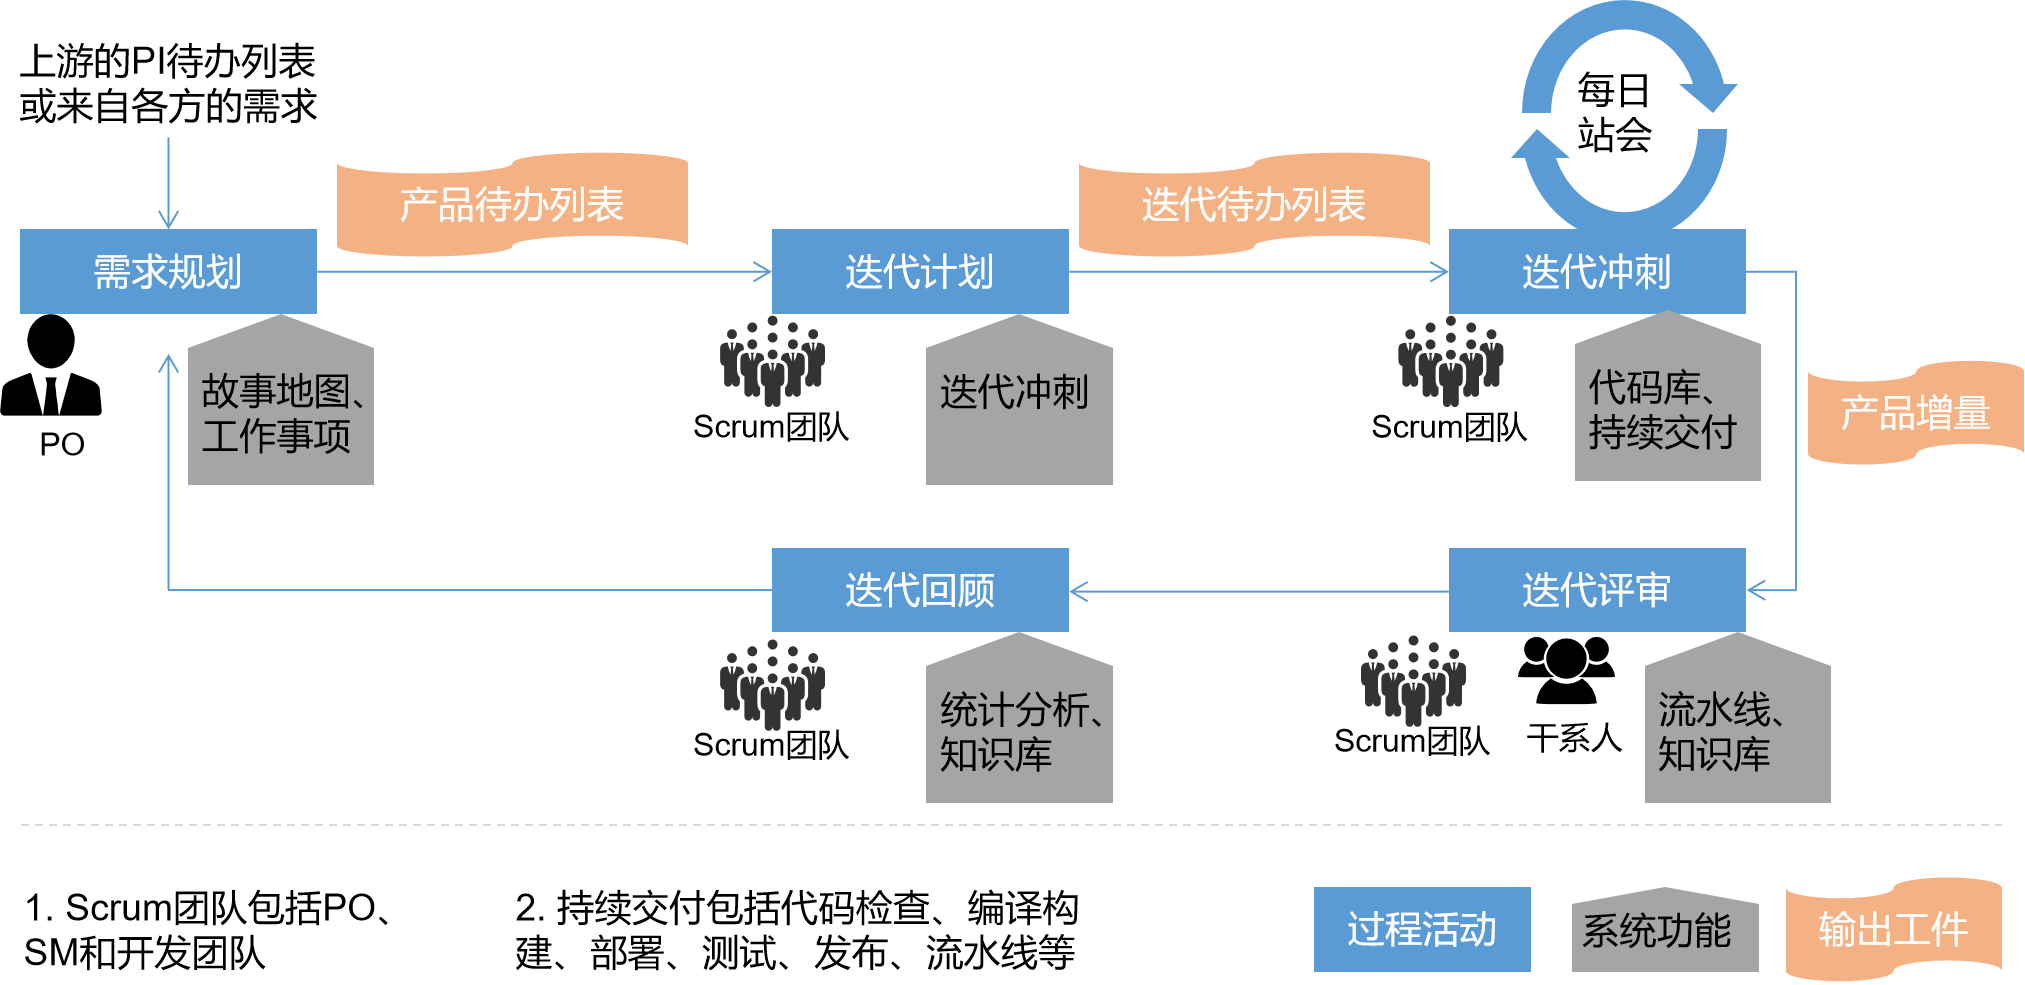 上游的PI待办列表
或来自各方的需求
产品待办列表
迭代待办列表
每日
站会
需求规划
迭代计划
迭代冲刺
PO
故事地图、
工作事项
Scrum团队
迭代冲刺
Scrum团队
代码库、
持续交付
产品增量
迭代回顾
迭代评审
Scrum团队
统计分析、
知识库
Scrum团队
干系人
流水线、
知识库
1. Scrum团队包括PO、
SM和开发团队
2. 持续交付包括代码检查、编译构
建、部署、测试、发布、流水线等
过程活动
系统功能
输出工件